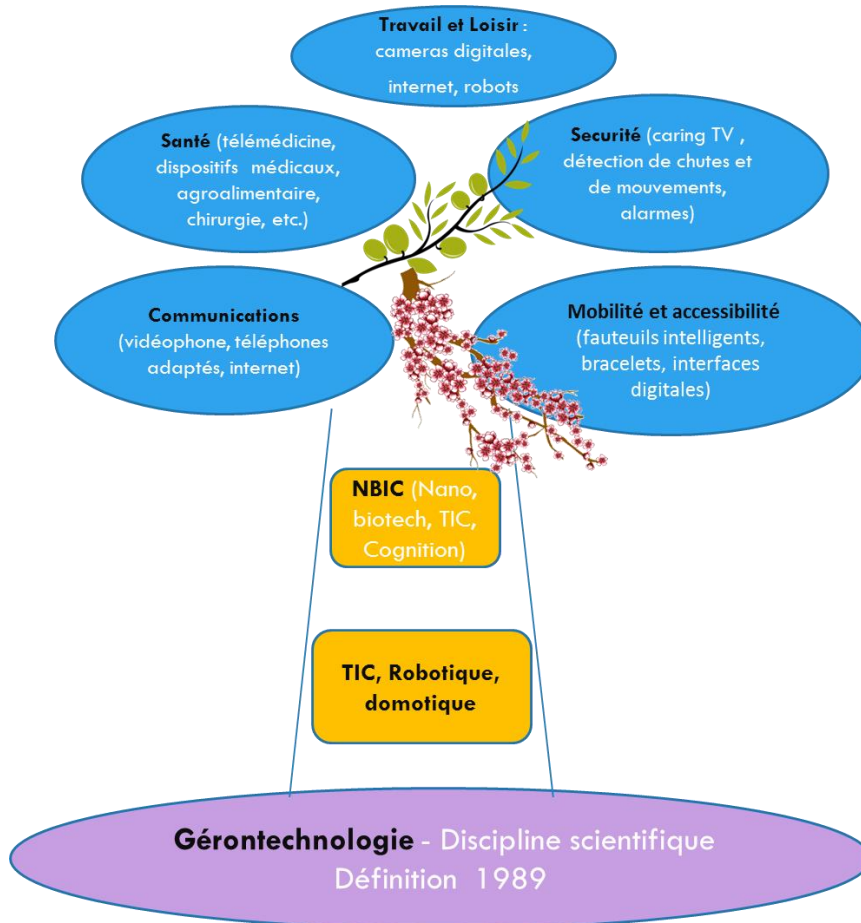 Travail et Loisir :
cameras digitales,
internet, robots
Santé (télémédicine,
dispositifs médicaux,
agroalimentaire,
chirurgie, etc.)
Securité (caring TV ,
détection de chutes et
de mouvements,
alarmes)
Communications
(vidéophone, téléphones
adaptés, internet)
Mobilité et accessibilité
(fauteuils intelligents,
bracelets, interfaces
digitales)
NBIC (Nano,
biotech, TIC,
Cognition)
TIC, Robotique,
domotique
Gérontechnologie - Discipline scientifique
Définition 1989